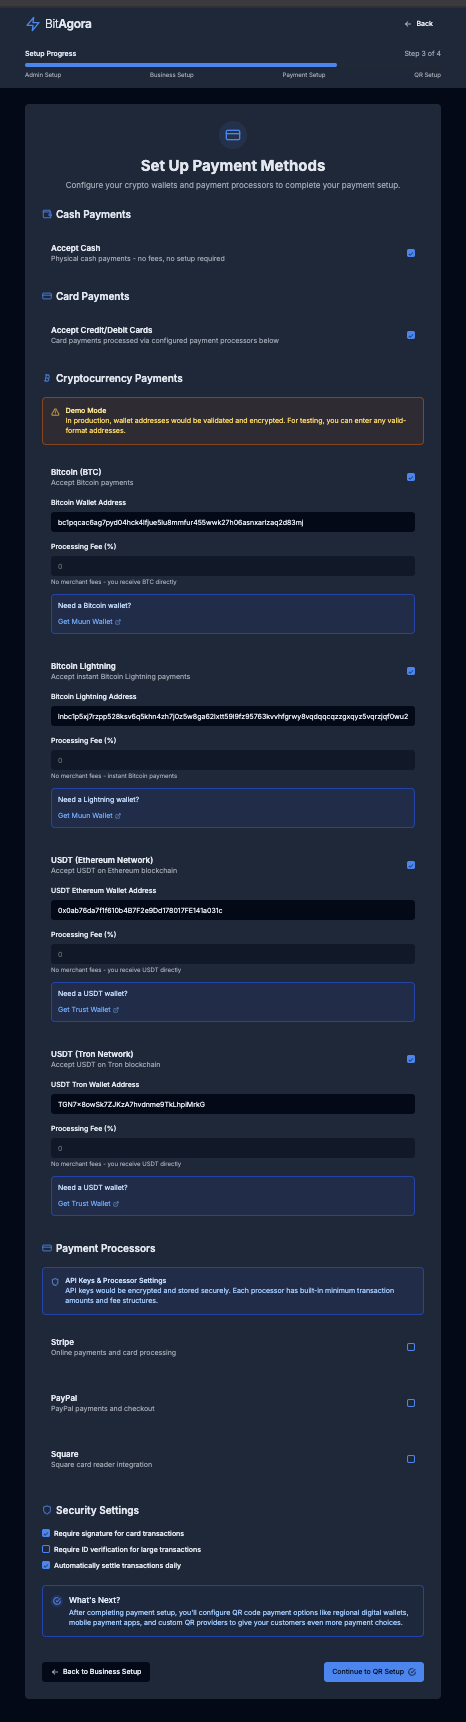 BitAgora
Back
Setup Progress
Step 3 of 4
Admin Setup
Business Setup
Payment Setup
QR Setup
Set Up Payment Methods
Configure your crypto wallets and payment processors to complete your payment setup.
Cash Payments
Accept Cash
Physical cash payments - no fees, no setup required
Card Payments
Accept Credit/Debit Cards
Card payments processed via configured payment processors below
Cryptocurrency Payments
Demo Mode
In production, wallet addresses would be validated and encrypted. For testing, you can enter any valid-
format addresses.
Bitcoin (BTC)
Accept Bitcoin payments
Bitcoin Wallet Address
Processing Fee (%)
0
No merchant fees - you receive BTC directly
Need a Bitcoin wallet?
Get Muun Wallet
Bitcoin Lightning
Accept instant Bitcoin Lightning payments
Bitcoin Lightning Address
Processing Fee (%)
0
No merchant fees - instant Bitcoin payments
Need a Lightning wallet?
Get Muun Wallet
USDT (Ethereum Network)
Accept USDT on Ethereum blockchain
USDT Ethereum Wallet Address
0x0ab76da7f1f610b4B7F2e9Dd178017FE141a031c
Processing Fee (%)
0
No merchant fees - you receive USDT directly
Need a USDT wallet?
Get Trust Wallet
USDT (Tron Network)
Accept USDT on Tron blockchain
USDT Tron Wallet Address
Processing Fee (%)
0
No merchant fees - you receive USDT directly
Need a USDT wallet?
Get Trust Wallet
Payment Processors
API Keys & Processor Settings
API keys would be encrypted and stored securely. Each processor has built-in minimum transaction
amounts and fee structures.
Stripe
Online payments and card processing
PayPal
PayPal payments and checkout
Square
Square card reader integration
Security Settings
Require signature for card transactions
Require ID verification for large transactions
Automatically settle transactions daily
What's Next?
After completing payment setup, you'll configure QR code payment options like regional digital wallets,
mobile payment apps, and custom QR providers to give your customers even more payment choices.
Back to Business Setup
Continue to QR Setup